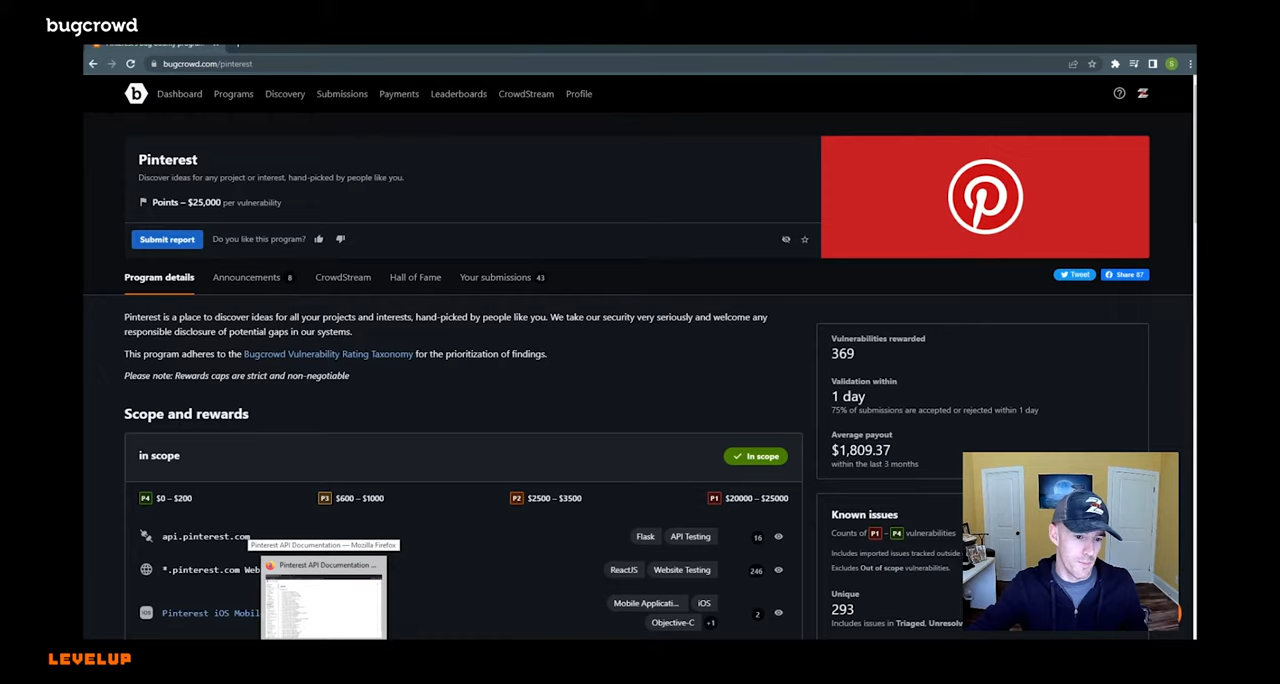 bugcrowd
bugcrowd.com/pinterest
S
b Dashboard Programs Discovery Submissions Payments Leaderboards CrowdStream Profile
Pinterest
Discover ideas for any project or interest, hand-picked by people like you.
Points – $25,000 per vulnerability
Submit report Do you like this program?
Program details Announcements 8 CrowdStream Hall of Fame Your submissions 43
Tweet Share 87
Pinterest is a place to discover ideas for all your projects and interests, hand-picked by people like you. We take our security very seriously and welcome any
responsible disclosure of potential gaps in our systems.
This program adheres to the Bugcrowd Vulnerability Rating Taxonomy for the prioritization of findings.
Please note: Rewards caps are strict and non-negotiable
Scope and rewards
in scope In scope
P4 $0 – $200 P3 $600 – $1000 P2 $2500 – $3500 P1 $20000 – $25000
api.pinterest.com Flask API Testing 16
Pinterest API Documentation — Mozilla Firefox
Pinterest API Documentation ...
*.pinterest.com Web ReactJS Website Testing 246
iOS Pinterest iOS Mobil Mobile Applicati... iOS 2
Objective-C +1
Vulnerabilities rewarded
369
Validation within
1 day
75% of submissions are accepted or rejected within 1 day
Average payout
$1,809.37
within the last 3 months
Known issues
Counts of P1 – P4 vulnerabilities
Includes imported issues tracked outside
Excludes Out of scope vulnerabilities.
Unique
293
Includes issues in Triaged, Unresolv
LEVELUP